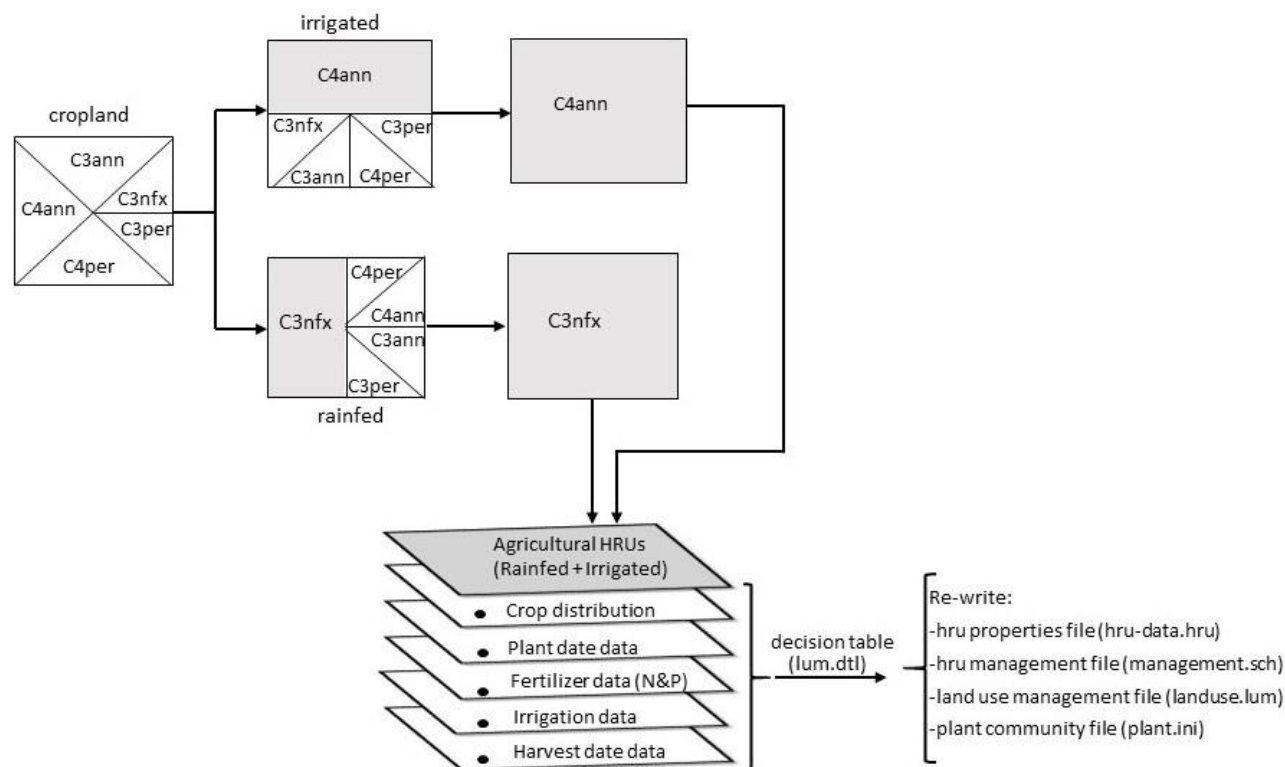 irrigated
C4ann
C3nfx
C3per
C3ann
C4per
C4ann
cropland
C3ann
C4ann
C3nfx
C3per
C4per
C3nfx
C4per
C4ann
C3ann
C3per
rainfed
C3nfx
Agricultural HRUs
(Rainfed + Irrigated)
Crop distribution
Plant date data
Fertilizer data (N&P)
Irrigation data
Harvest date data
decision table
(lum.dtl)
Re-write:
-hru properties file (hru-data.hru)
-hru management file (management.sch)
-land use management file (landuse.lum)
-plant community file (plant.ini)